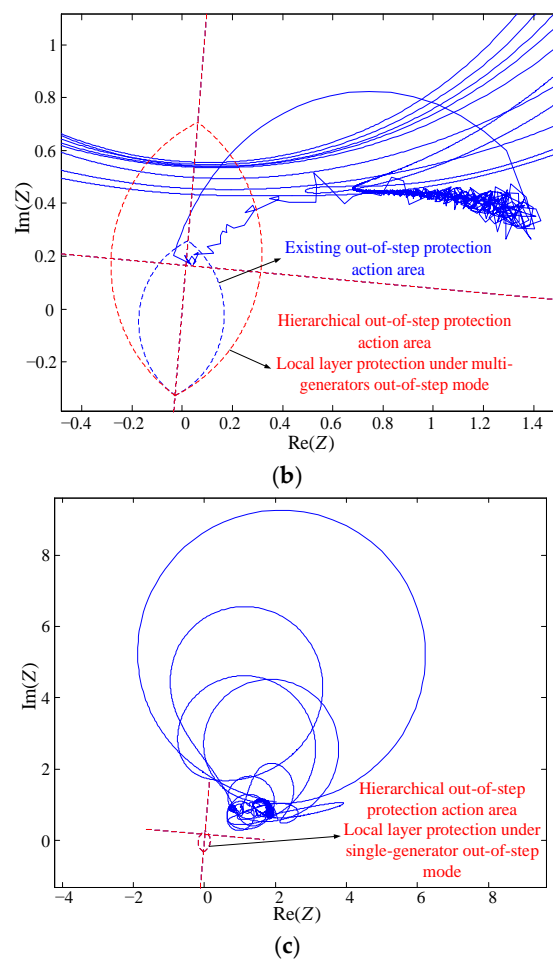 1
0.8
0.6
Im(Z)
0.4
0.2
0
−0.2
Existing out-of-step protection
action area
Hierarchical out-of-step protection
action area
Local layer protection under multi-
generators out-of-step mode
−0.4 −0.2 0 0.2 0.4 0.6 0.8 1 1.2 1.4
Re(Z)
(b)
8
6
Im(Z)
4
2
0
Hierarchical out-of-step
protection action area
Local layer protection under
single-generator out-of-step
mode
−4 −2 0 2 4 6 8
Re(Z)
(c)